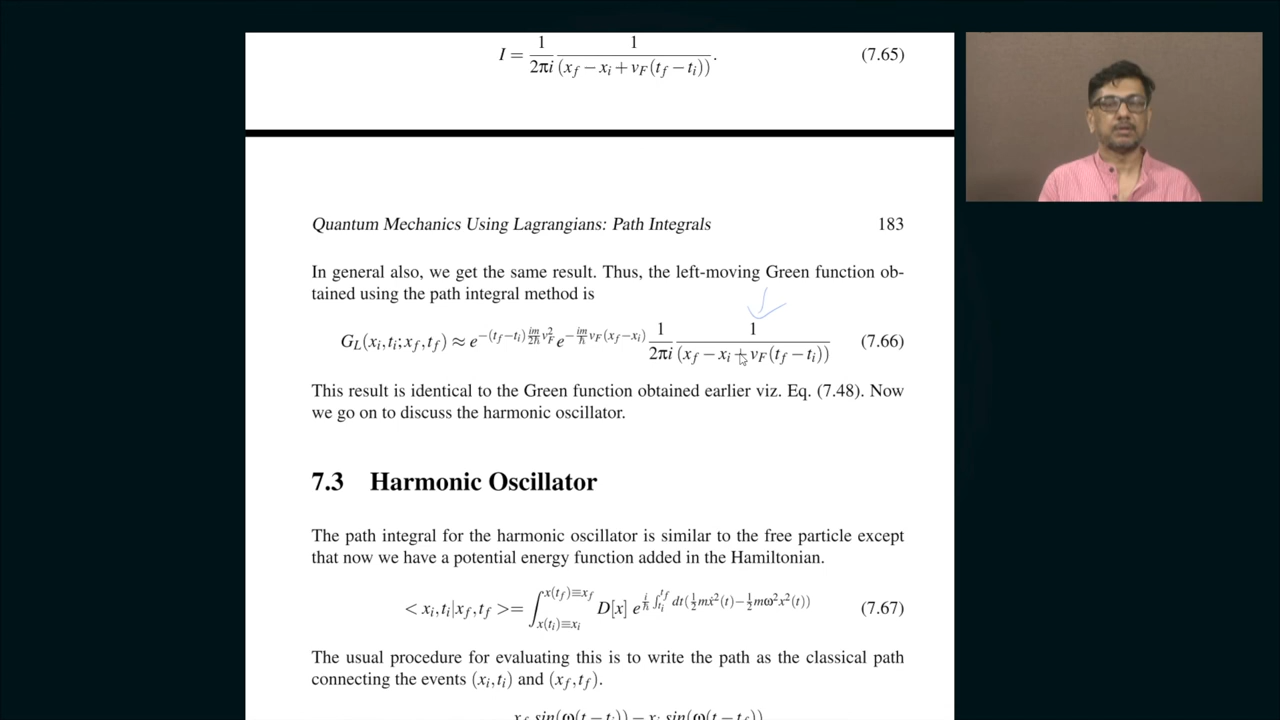 I = \frac{1}{2\pi i} \frac{1}{(x_f - x_i + v_F(t_f - t_i))}. (7.65)
Quantum Mechanics Using Lagrangians: Path Integrals 183
In general also, we get the same result. Thus, the left-moving Green function ob-
tained using the path integral method is
G_L(x_i,t_i;x_f,t_f) ≈ e^{-(t_f-t_i)\frac{im}{2\hbar}v_F^2} e^{-\frac{im}{\hbar}v_F(x_f-x_i)} \frac{1}{2\pi i} \frac{1}{(x_f - x_i + v_F(t_f - t_i))} (7.66)
This result is identical to the Green function obtained earlier viz. Eq. (7.48). Now
we go on to discuss the harmonic oscillator.
7.3 Harmonic Oscillator
The path integral for the harmonic oscillator is similar to the free particle except
that now we have a potential energy function added in the Hamiltonian.
< x_i,t_i|x_f,t_f >= \int_{x(t_i)≡x_i}^{x(t_f)≡x_f} D[x] e^{\frac{i}{\hbar}\int_{t_i}^{t_f} dt(\frac{1}{2}m\dot{x}^2(t)-\frac{1}{2}mω^2x^2(t))} (7.67)
The usual procedure for evaluating this is to write the path as the classical path
connecting the events (x_i,t_i) and (x_f,t_f).
x_f sin(ω(t − t_i)) − x_i sin(ω(t − t_f))